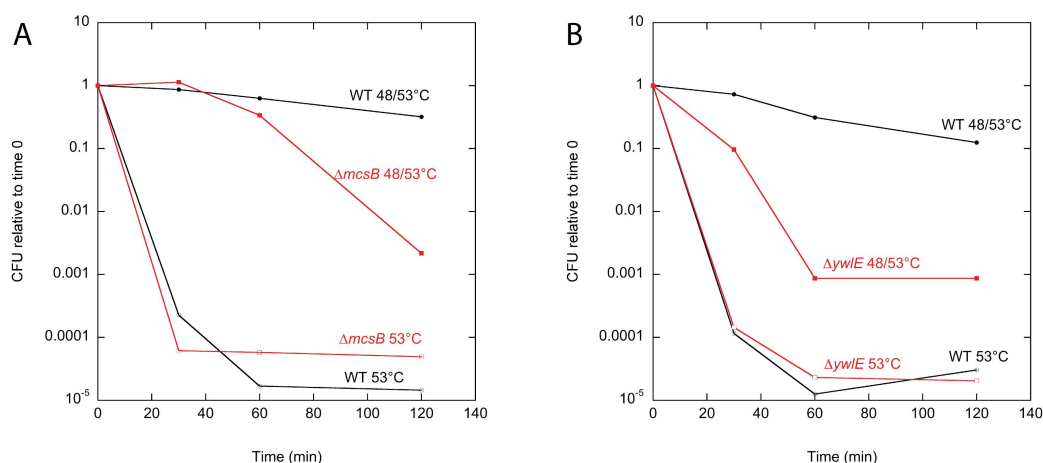 A
CFU relative to time 0
10
1
0.1
0.01
0.001
0.0001
10-5
WT 48/53°C
ΔmcsB 48/53°C
ΔmcsB 53°C
WT 53°C
0 20 40 60 80 100 120 140
Time (min)
B
CFU relative to time 0
10
1
0.1
0.01
0.001
0.0001
10-5
WT 48/53°C
ΔywlE 48/53°C
WT 53°C
ΔywlE 53°C
0 20 40 60 80 100 120 140
Time (min)